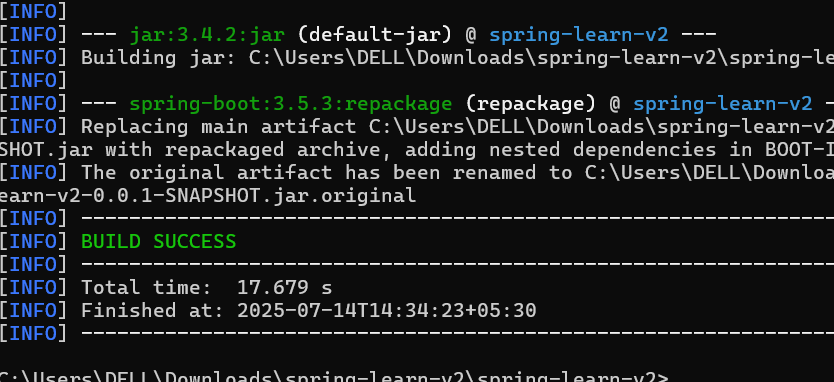 [INFO]
[INFO] --- jar:3.4.2:jar (default-jar) @ spring-learn-v2 ---
[INFO] Building jar: C:\Users\DELL\Downloads\spring-learn-v2\spring-le
[INFO]
[INFO] --- spring-boot:3.5.3:repackage (repackage) @ spring-learn-v2 -
[INFO] Replacing main artifact C:\Users\DELL\Downloads\spring-learn-v2
SHOT.jar with repackaged archive, adding nested dependencies in BOOT-I
[INFO] The original artifact has been renamed to C:\Users\DELL\Downloa
earn-v2-0.0.1-SNAPSHOT.jar.original
[INFO] ---------------------------------------------------------------
[INFO] BUILD SUCCESS
[INFO] ---------------------------------------------------------------
[INFO] Total time:  17.679 s
[INFO] Finished at: 2025-07-14T14:34:23+05:30
[INFO] ---------------------------------------------------------------
C:\Users\DELL\Downloads\spring-learn-v2\spring-learn-v2>